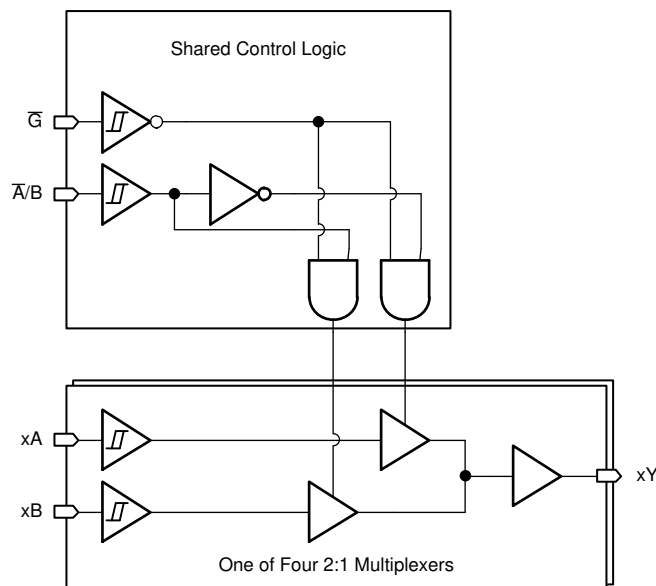 Shared Control Logic
G̅
A̅/B
xA
xB
xY
One of Four 2:1 Multiplexers